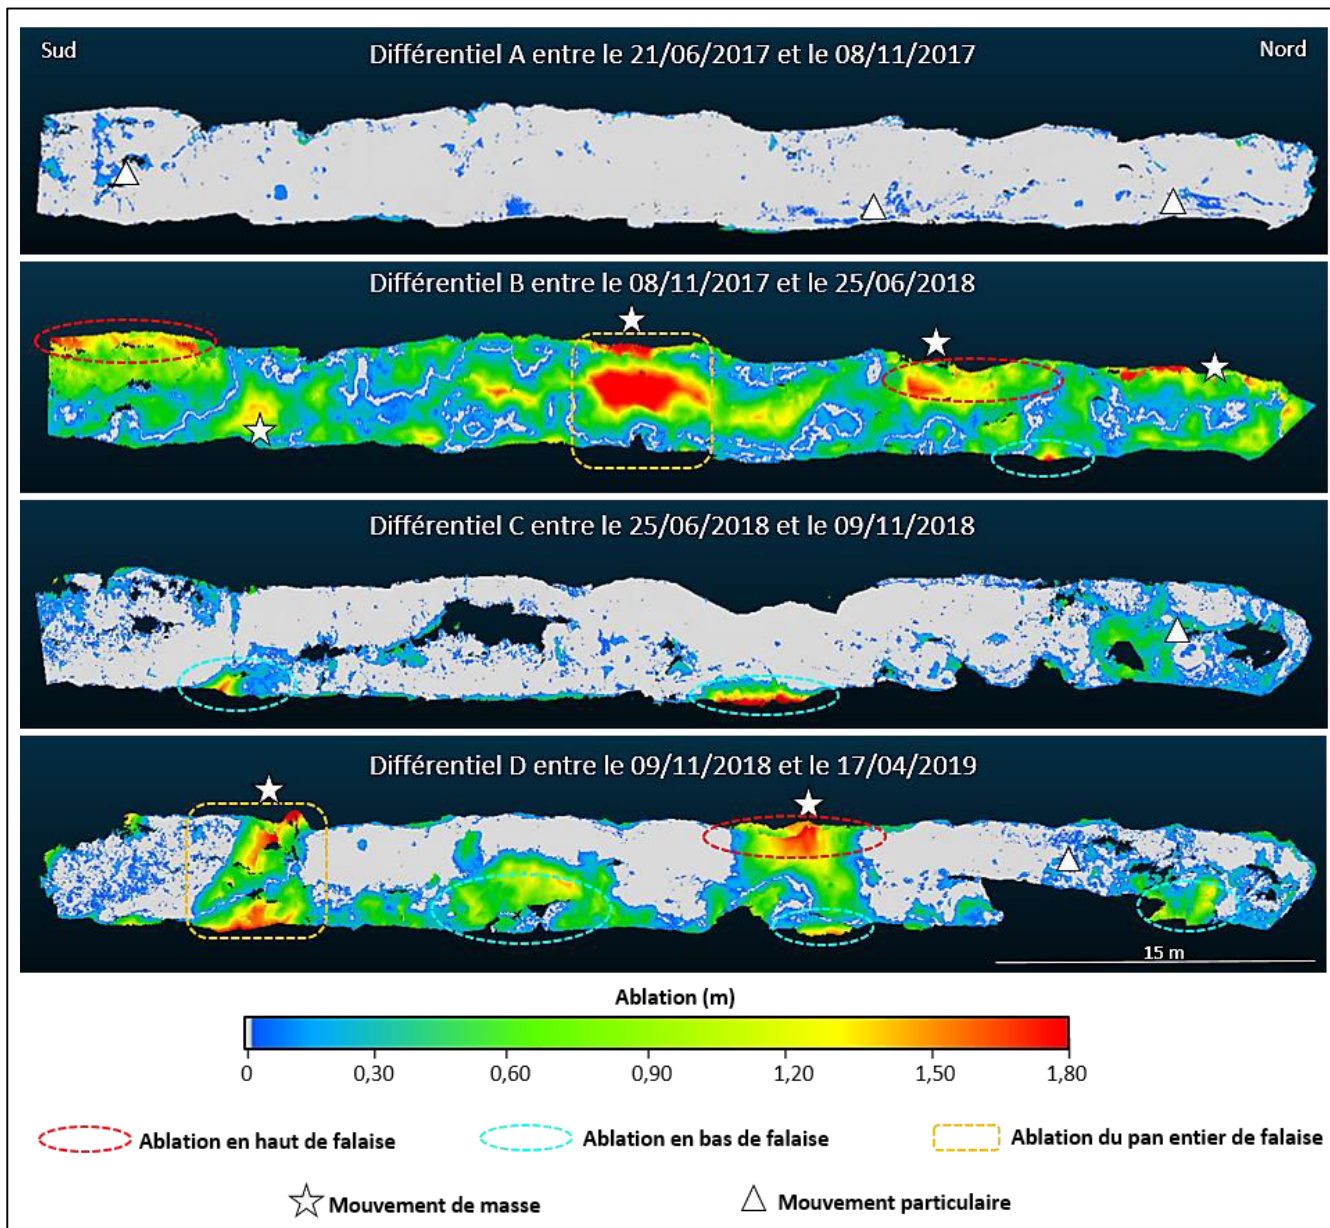 Sud
Différentiel A entre le 21/06/2017 et le 08/11/2017
Nord
Différentiel B entre le 08/11/2017 et le 25/06/2018
Différentiel C entre le 25/06/2018 et le 09/11/2018
Différentiel D entre le 09/11/2018 et le 17/04/2019
15 m
Ablation (m)
0 0,30 0,60 0,90 1,20 1,50 1,80
Ablation en haut de falaise
Ablation en bas de falaise
Ablation du pan entier de falaise
Mouvement de masse
Mouvement particulaire